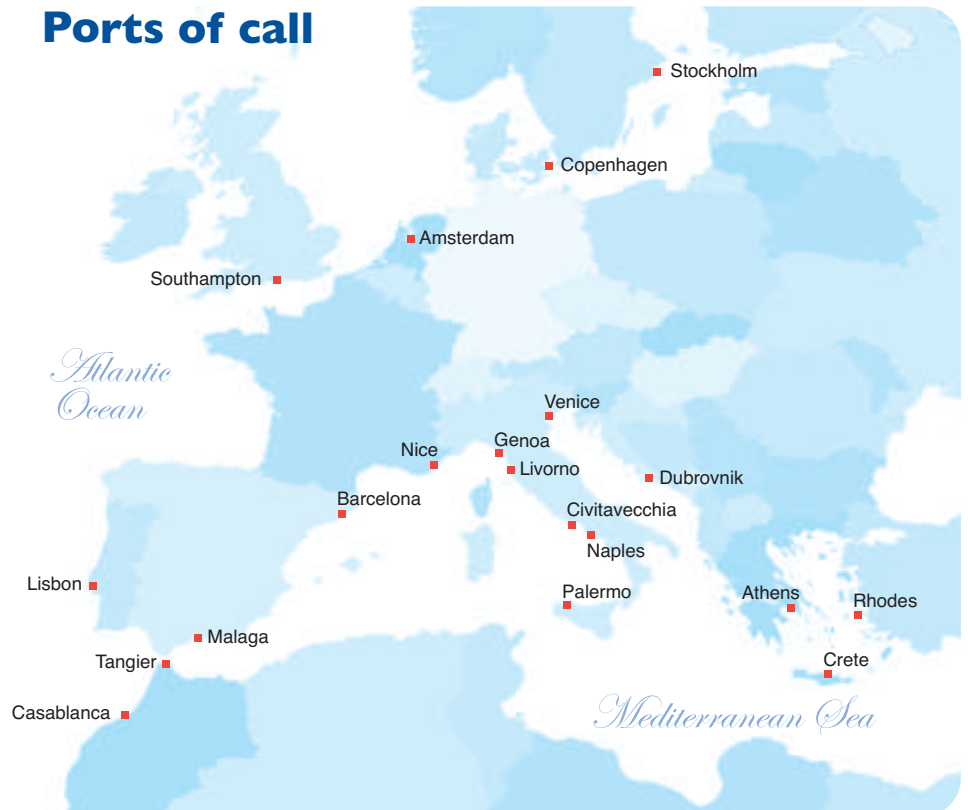 Ports of call
Stockholm
Copenhagen
Amsterdam
Southampton
Atlantic
Ocean
Venice
Genoa
Nice
Livorno
Dubrovnik
Barcelona
Civitavecchia
Naples
Lisbon
Palermo
Athens
Rhodes
Malaga
Tangier
Crete
Casablanca
Mediterranean Sea